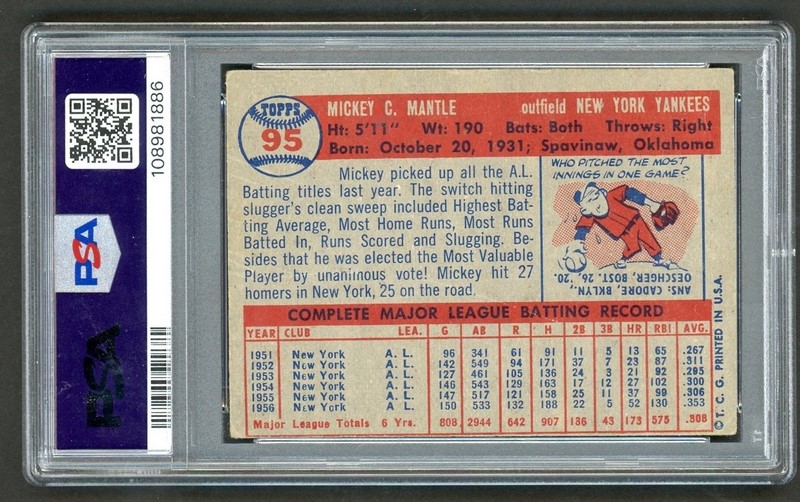 108981886
PSA
PSA
TOPPS
95
MICKEY C. MANTLE outfield NEW YORK YANKEES
Ht: 5'11" Wt: 190 Bats: Both Throws: Right
Born: October 20, 1931; Spavinaw, Oklahoma
Mickey picked up all the A.L.
Batting titles last year. The switch hitting
slugger's clean sweep included Highest Bat-
ting Average, Most Home Runs, Most Runs
Batted In, Runs Scored and Slugging. Be-
sides that he was elected the Most Valuable
Player by unaninous vote! Mickey hit 27
homers in New York, 25 on the road.
WHO PITCHED THE MOST
INNINGS IN ONE GAME?
ANS: CADORE, BKLYN.,
OESCHGER, BOST. 26, '20.
COMPLETE MAJOR LEAGUE BATTING RECORD
YEAR CLUB LEA. G AB R H 2B 3B HR RBI AVG.
1951 New York A. L. 96 341 61 91 11 5 13 65 .267
1952 New York A. L. 142 549 94 171 37 7 23 87 .311
1953 New York A. L. 127 461 105 136 24 3 21 92 .295
1954 New York A. L. 146 543 129 163 17 12 27 102 .300
1955 New York A. L. 147 517 121 158 25 11 37 99 .306
1956 New York A. L. 150 533 132 188 22 5 52 130 .353
Major League Totals 6 Yrs. 808 2944 642 907 136 43 173 575 .308
© T. C. G. PRINTED IN U.S.A.